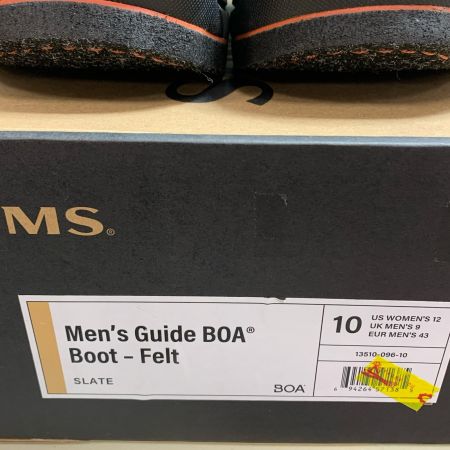 MS®
Men's Guide BOA®
Boot - Felt
SLATE
BOA
10
US WOMEN'S 12
UK MEN'S 9
EUR MEN'S 43
13510-096-10